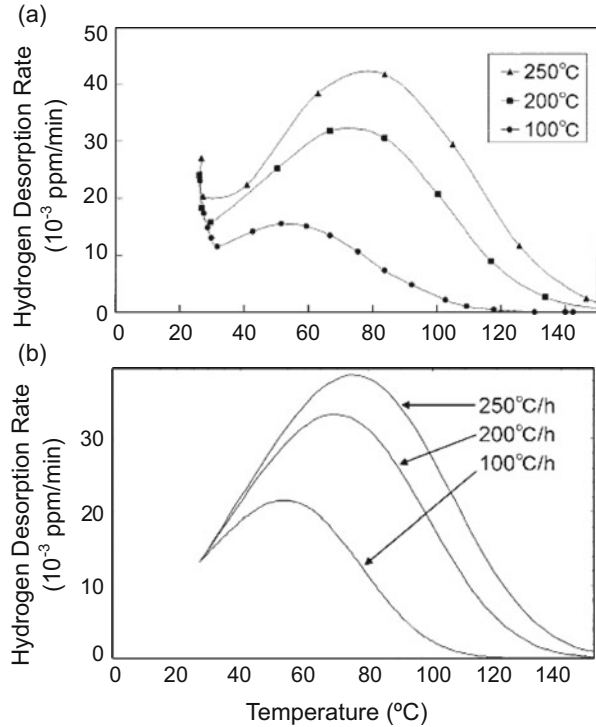 (a)
Hydrogen Desorption Rate
(10⁻³ ppm/min)
50
40
30
20
10
0
250°C
200°C
100°C
0 20 40 60 80 100 120 140
(b)
Hydrogen Desorption Rate
(10⁻³ ppm/min)
30
20
10
0
250°C/h
200°C/h
100°C/h
0 20 40 60 80 100 120 140
Temperature (ºC)